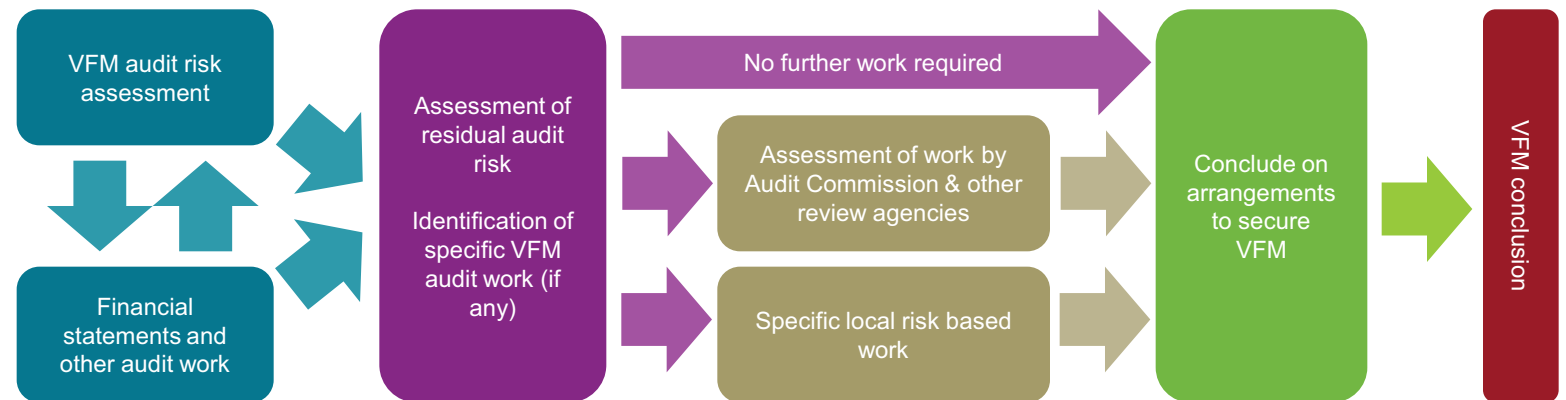 VFM audit risk
assessment
Financial
statements and
other audit work
Assessment of
residual audit
risk
Identification of
specific VFM
audit work (if
any)
No further work required
Assessment of work by
Audit Commission & other
review agencies
Specific local risk based
work
Conclude on
arrangements
to secure
VFM
VFM conclusion